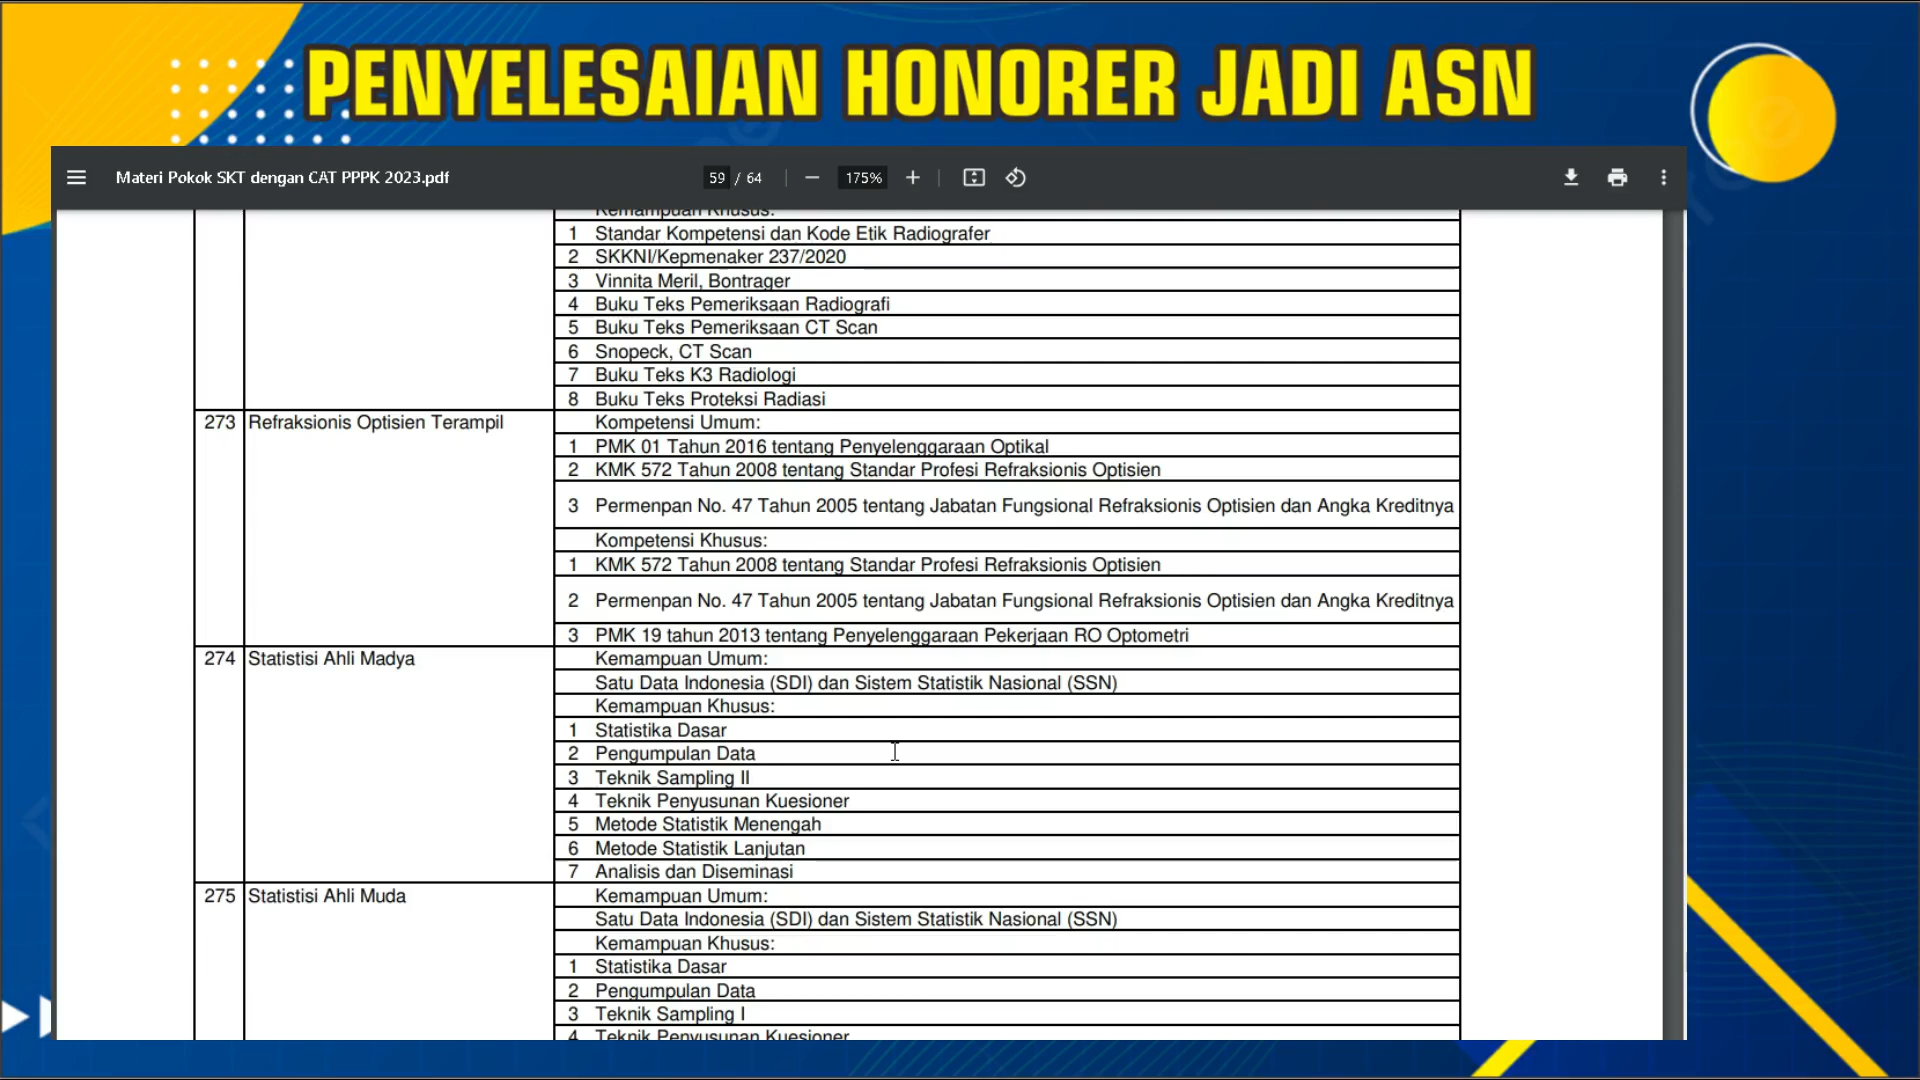 PENYELESAIAN HONORER JADI ASN
Materi Pokok SKT dengan CAT PPPK 2023.pdf
59 / 64
175%
Kemampuan Khusus:
1 Standar Kompetensi dan Kode Etik Radiografer
2 SKKNI/Kepmenaker 237/2020
3 Vinnita Meril, Bontrager
4 Buku Teks Pemeriksaan Radiografi
5 Buku Teks Pemeriksaan CT Scan
6 Snopeck, CT Scan
7 Buku Teks K3 Radiologi
8 Buku Teks Proteksi Radiasi
273 Refraksionis Optisien Terampil Kompetensi Umum:
1 PMK 01 Tahun 2016 tentang Penyelenggaraan Optikal
2 KMK 572 Tahun 2008 tentang Standar Profesi Refraksionis Optisien
3 Permenpan No. 47 Tahun 2005 tentang Jabatan Fungsional Refraksionis Optisien dan Angka Kreditnya
Kompetensi Khusus:
1 KMK 572 Tahun 2008 tentang Standar Profesi Refraksionis Optisien
2 Permenpan No. 47 Tahun 2005 tentang Jabatan Fungsional Refraksionis Optisien dan Angka Kreditnya
3 PMK 19 tahun 2013 tentang Penyelenggaraan Pekerjaan RO Optometri
274 Statistisi Ahli Madya Kemampuan Umum:
Satu Data Indonesia (SDI) dan Sistem Statistik Nasional (SSN)
Kemampuan Khusus:
1 Statistika Dasar
2 Pengumpulan Data
3 Teknik Sampling II
4 Teknik Penyusunan Kuesioner
5 Metode Statistik Menengah
6 Metode Statistik Lanjutan
7 Analisis dan Diseminasi
275 Statistisi Ahli Muda Kemampuan Umum:
Satu Data Indonesia (SDI) dan Sistem Statistik Nasional (SSN)
Kemampuan Khusus:
1 Statistika Dasar
2 Pengumpulan Data
3 Teknik Sampling I
4 Teknik Penyusunan Kuesioner